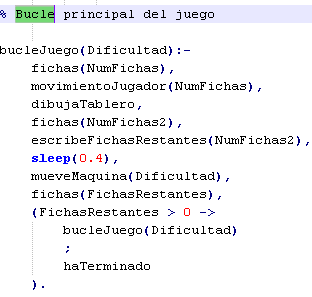 % Bucle principal del juego
bucleJuego(Dificultad):-
fichas(NumFichas),
movimientoJugador(NumFichas),
dibujaTablero,
fichas(NumFichas2),
escribeFichasRestantes(NumFichas2),
sleep(0.4),
mueveMaquina(Dificultad),
fichas(FichasRestantes),
(FichasRestantes > 0 ->
bucleJuego(Dificultad)
;
haTerminado
).